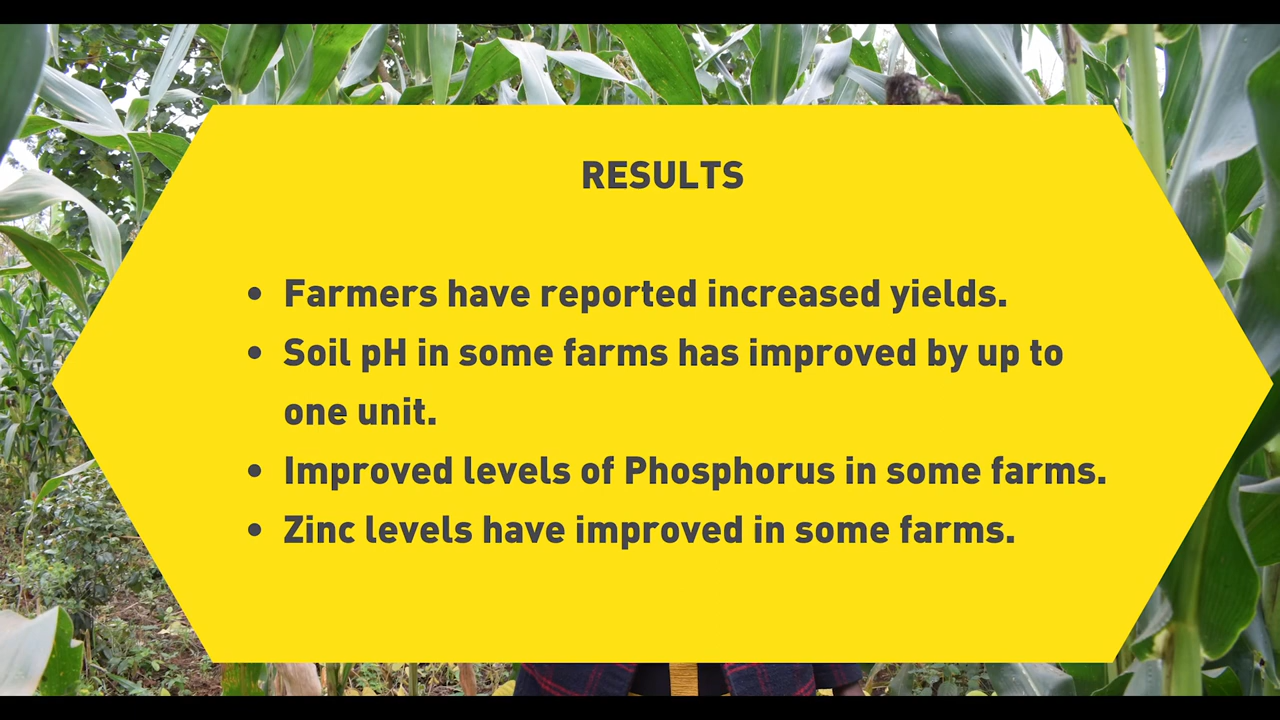 RESULTS
• Farmers have reported increased yields.
• Soil pH in some farms has improved by up to
one unit.
• Improved levels of Phosphorus in some farms.
• Zinc levels have improved in some farms.